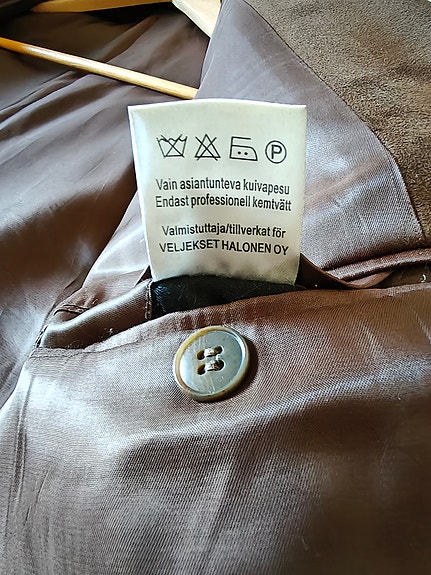 P
Vain asiantunteva kuivapesu
Endast professionell kemtvätt
Valmistuttaja/tillverkat för
VELJEKSET HALONEN OY